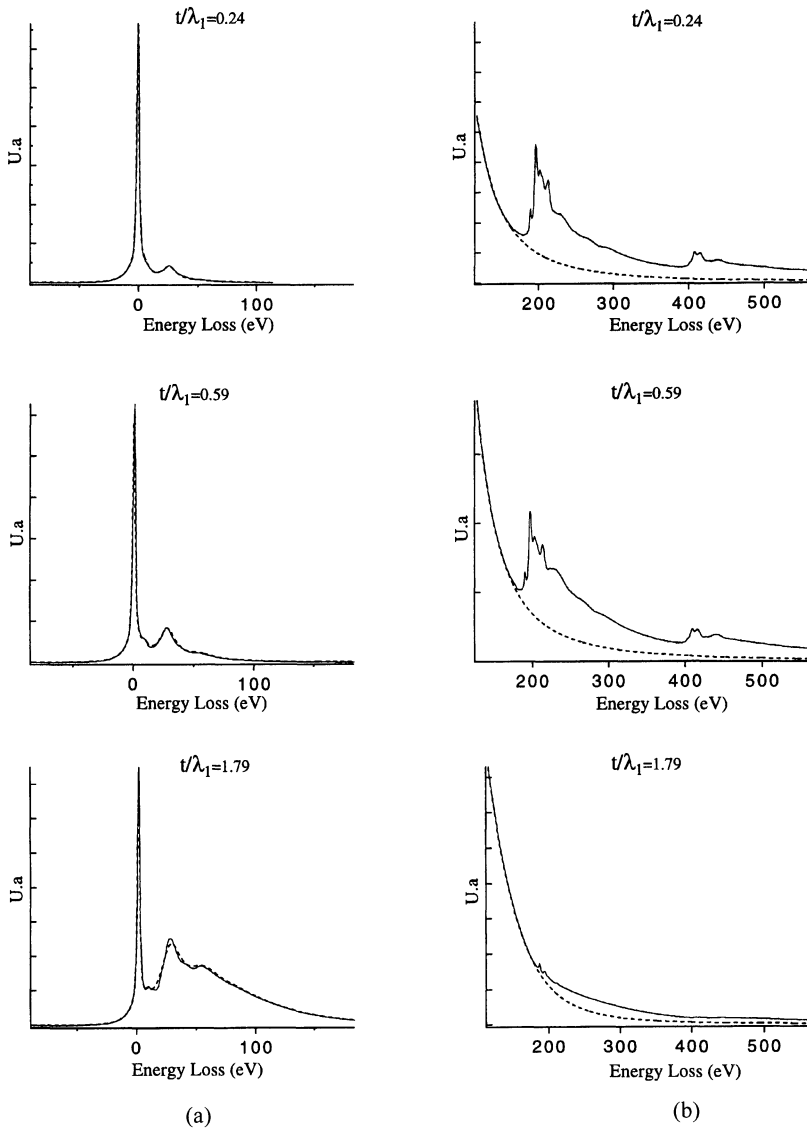 t/λ1=0.24
U.a
0
100
Energy Loss (eV)
t/λ1=0.24
U.a
200
300
400
500
Energy Loss (eV)
t/λ1=0.59
U.a
0
100
Energy Loss (eV)
t/λ1=0.59
U.a
200
300
400
500
Energy Loss (eV)
t/λ1=1.79
U.a
0
100
Energy Loss (eV)
t/λ1=1.79
U.a
200
300
400
500
Energy Loss (eV)
(a)
(b)